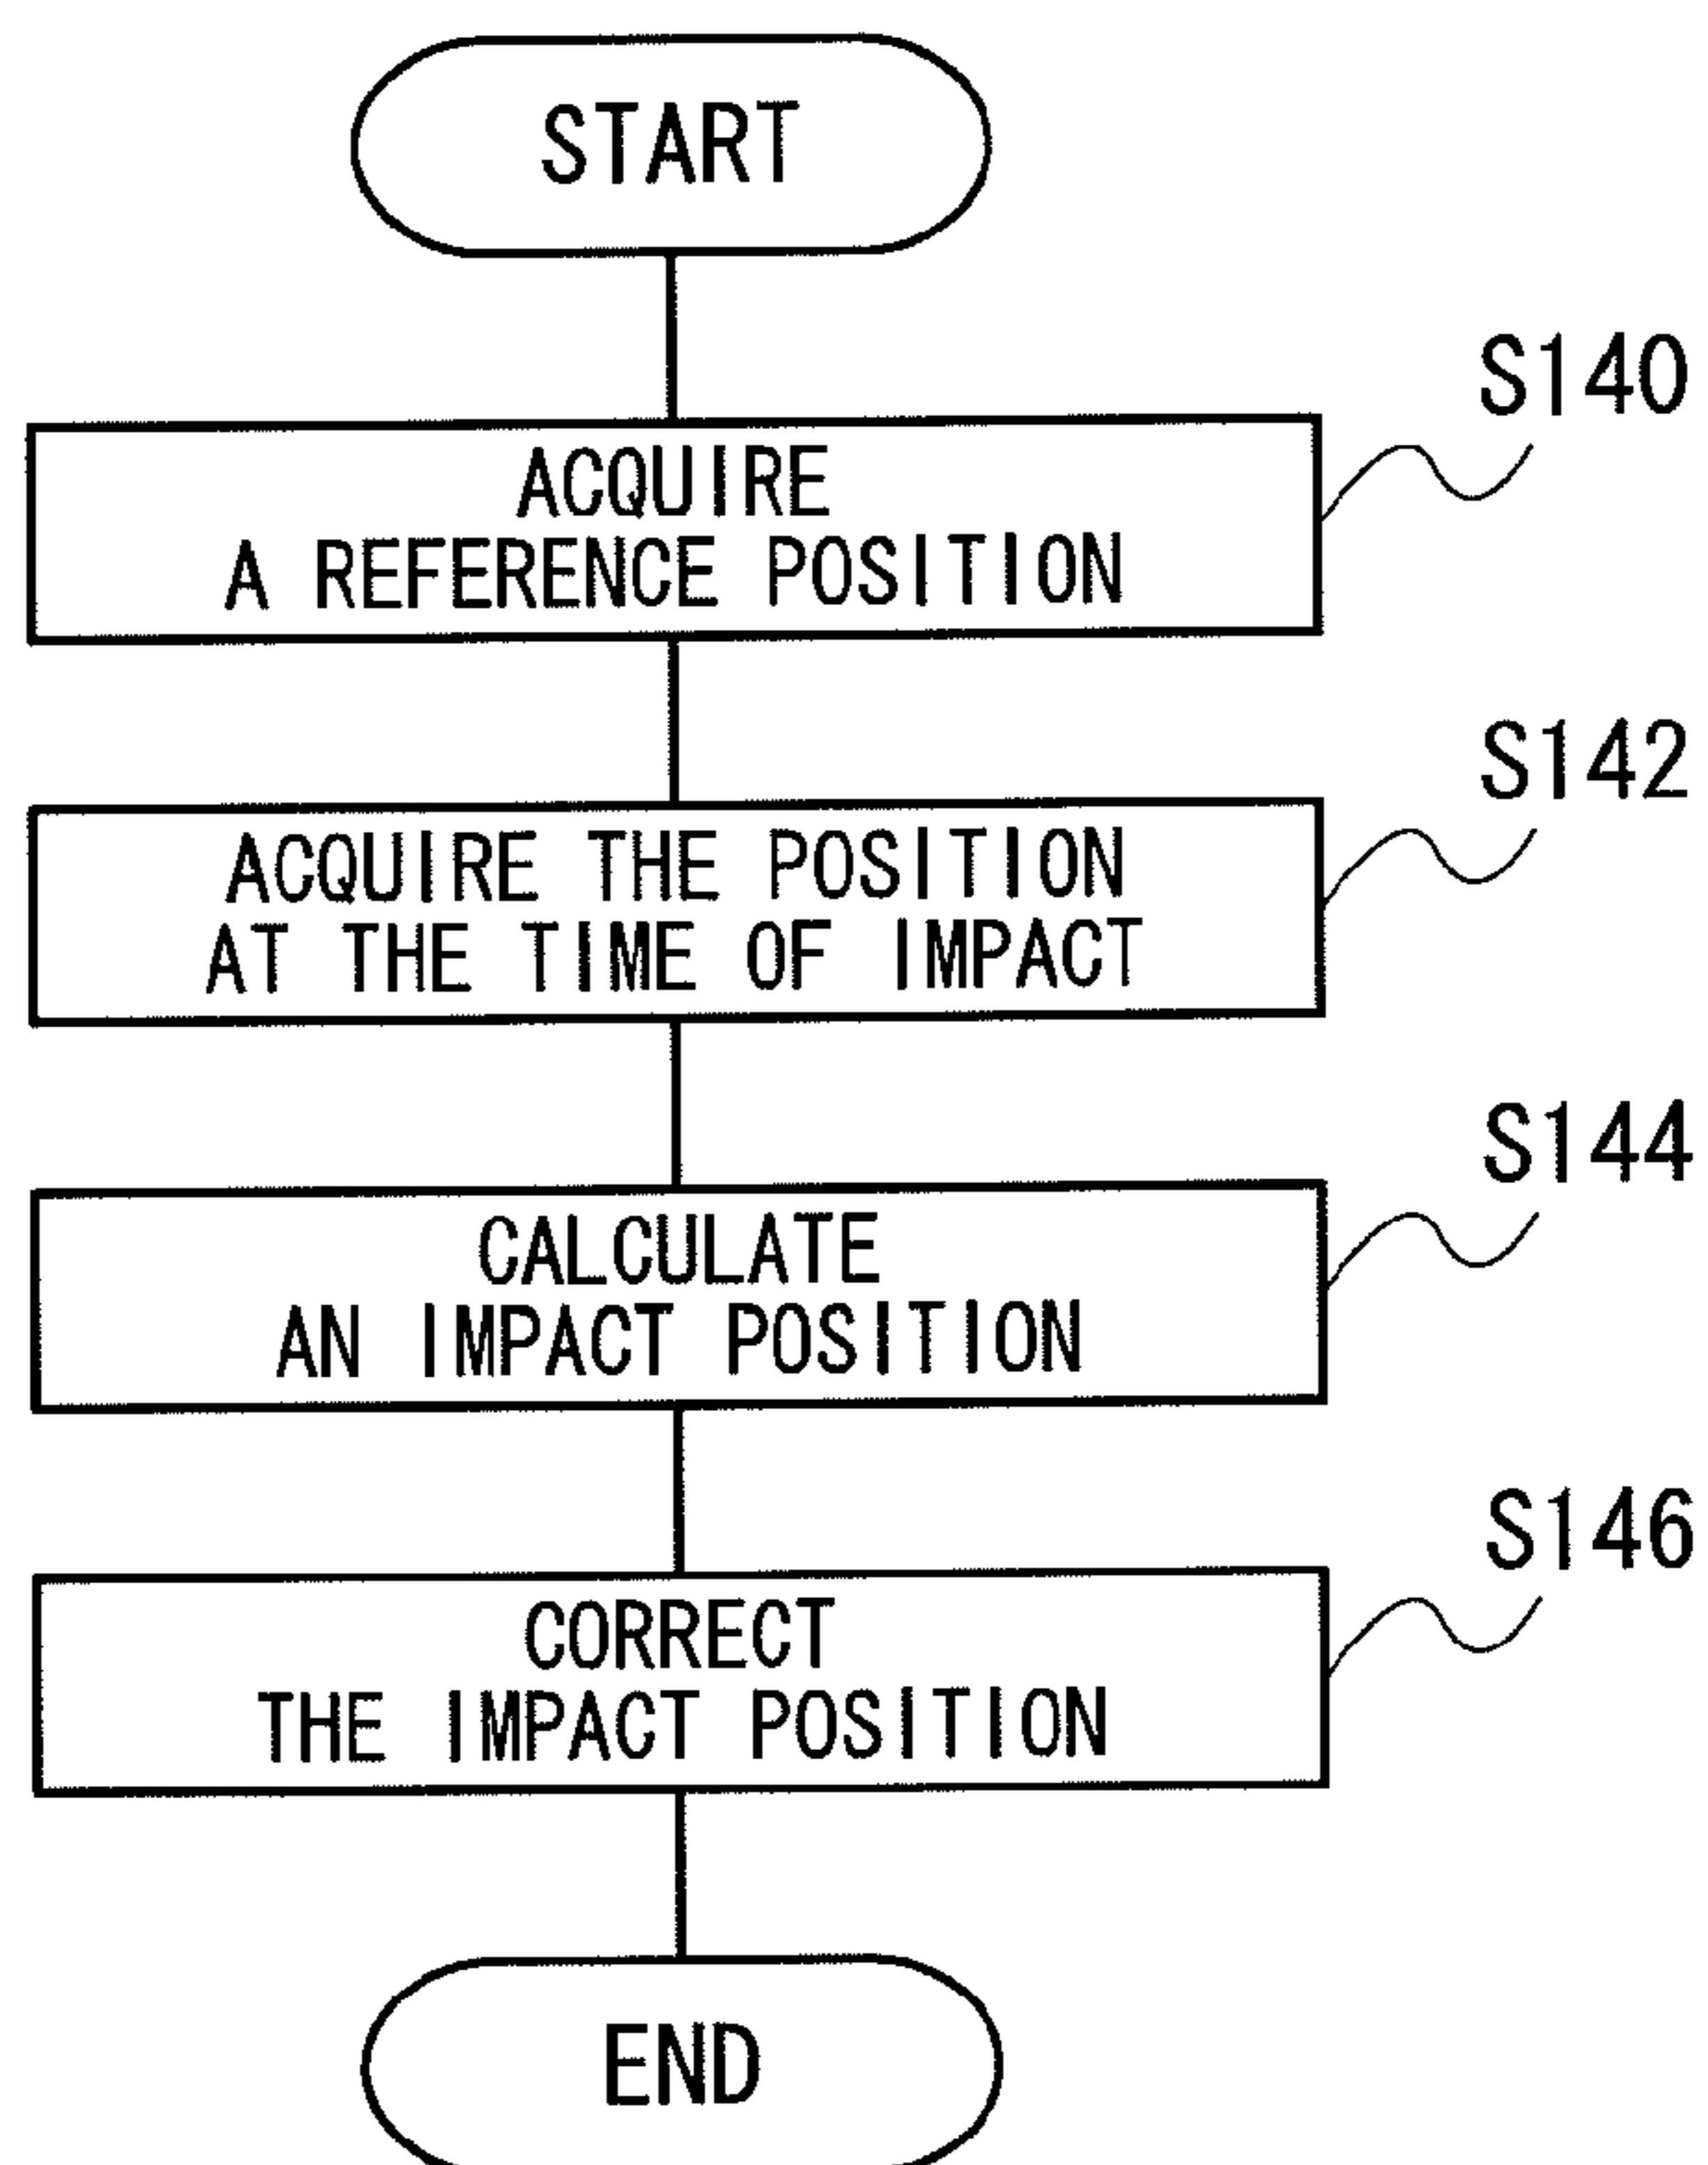 START
S140
ACQUIRE
A REFERENCE POSITION
S142
ACQUIRE THE POSITION
AT THE TIME OF IMPACT
S144
CALCULATE
AN IMPACT POSITION
S146
CORRECT
THE IMPACT POSITION
END